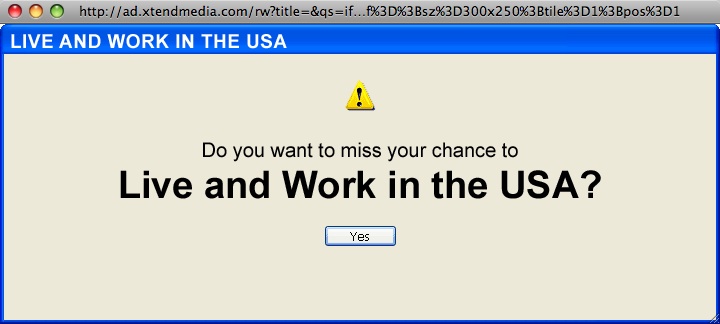 http://ad.xtendmedia.com/rw?title=&qs=if...f%3D%3Bsz%3D300x250%3Btile%3D1%3Bpos%3D1
LIVE AND WORK IN THE USA
Do you want to miss your chance to
Live and Work in the USA?
Yes